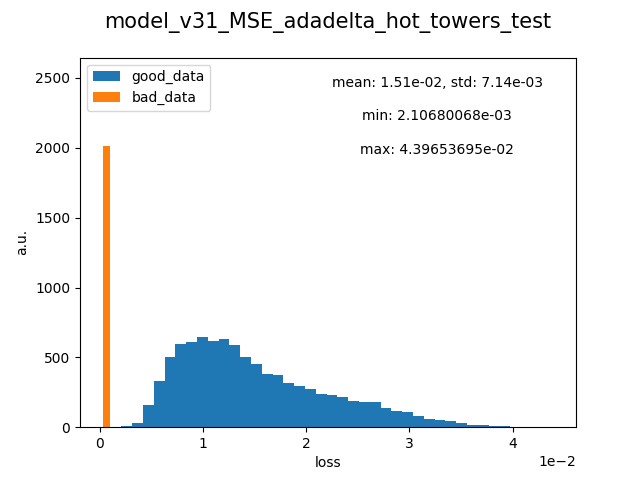 model_v31_MSE_adadelta_hot_towers_test
good_data
bad_data
mean: 1.51e-02, std: 7.14e-03
min: 2.10680068e-03
max: 4.39653695e-02
2500
2000
1500
1000
500
0
a.u.
0 1 2 3 4
loss
1e−2